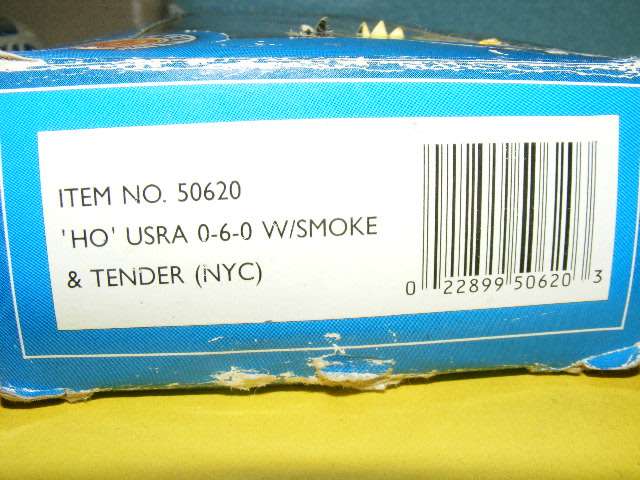 ITEM NO. 50620
'HO' USRA 0-6-0 W/SMOKE
& TENDER (NYC)
0 22899 50620 3